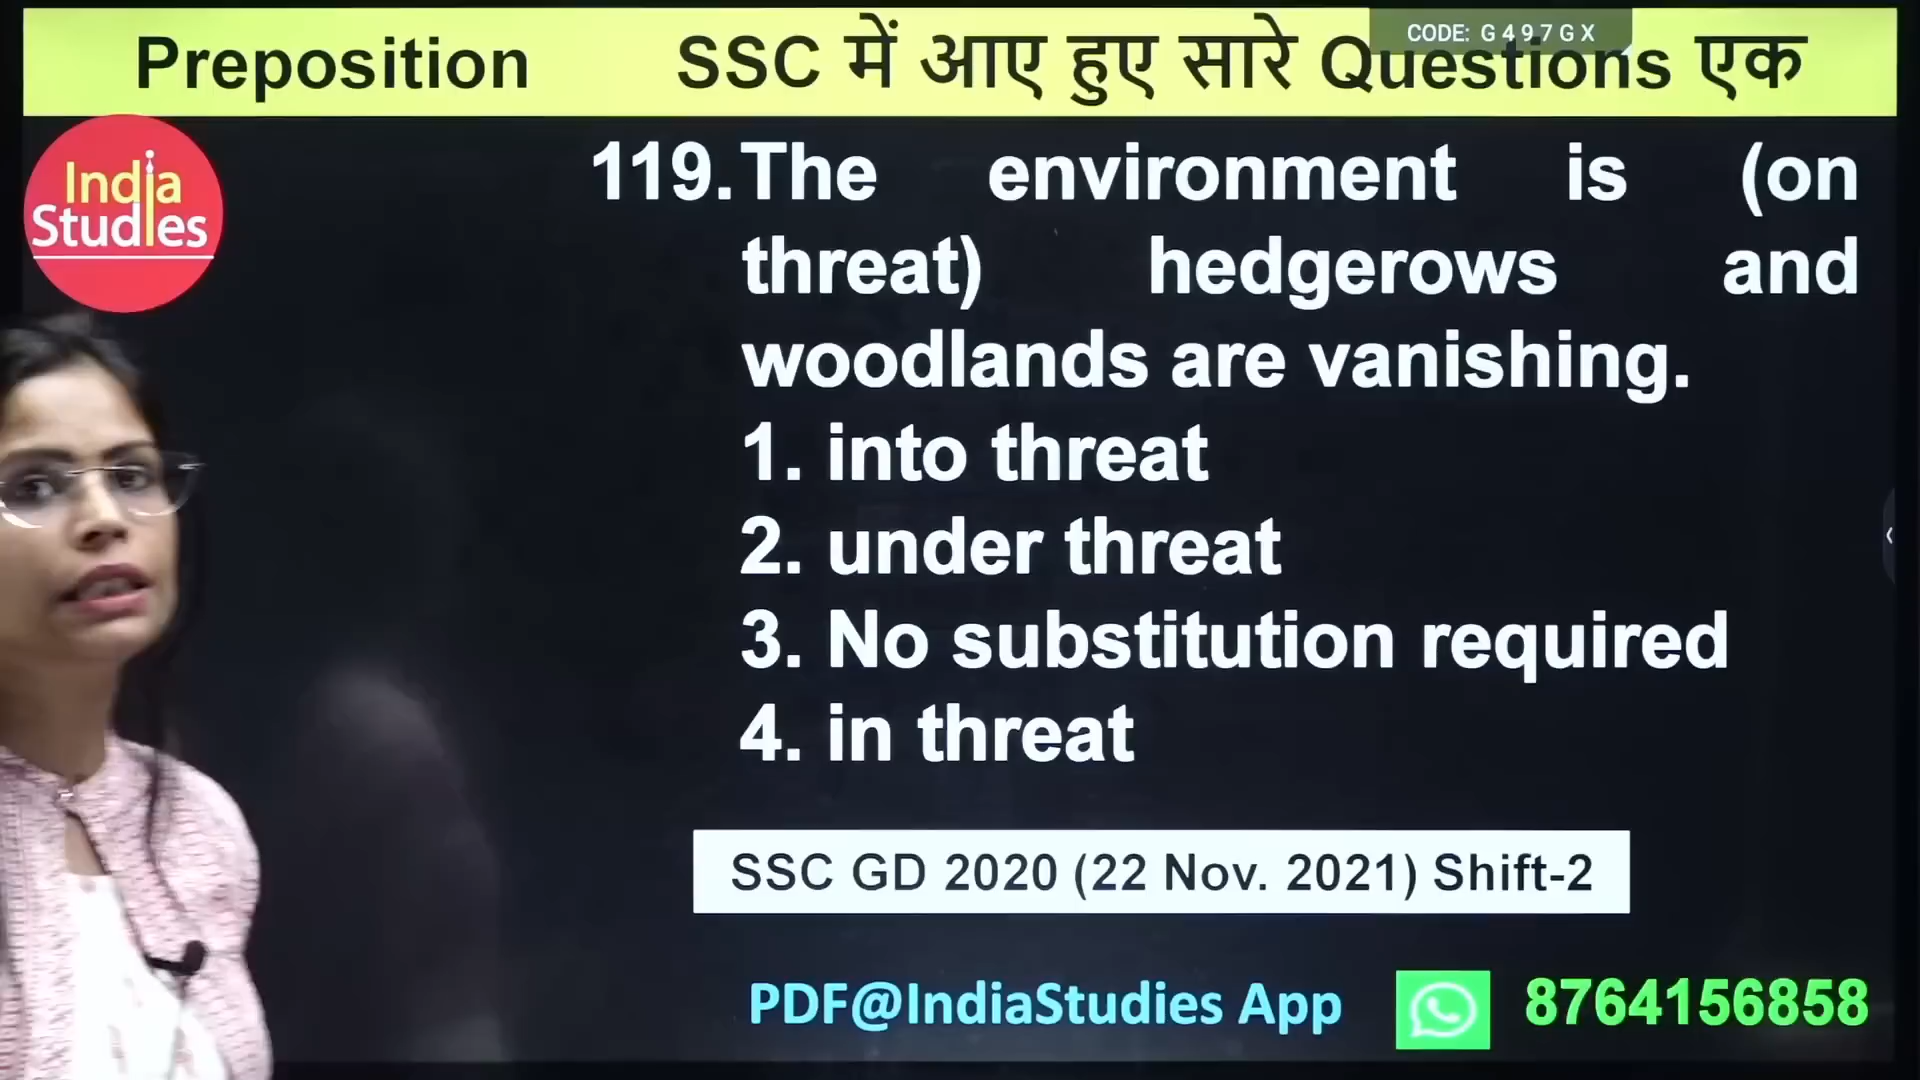 Preposition SSC में आए हुए सारे Questions एक
CODE: G 4 9 7 G X
India
Studies
119. The environment is (on
threat) hedgerows and
woodlands are vanishing.
1. into threat
2. under threat
3. No substitution required
4. in threat
SSC GD 2020 (22 Nov. 2021) Shift-2
PDF@IndiaStudies App 8764156858